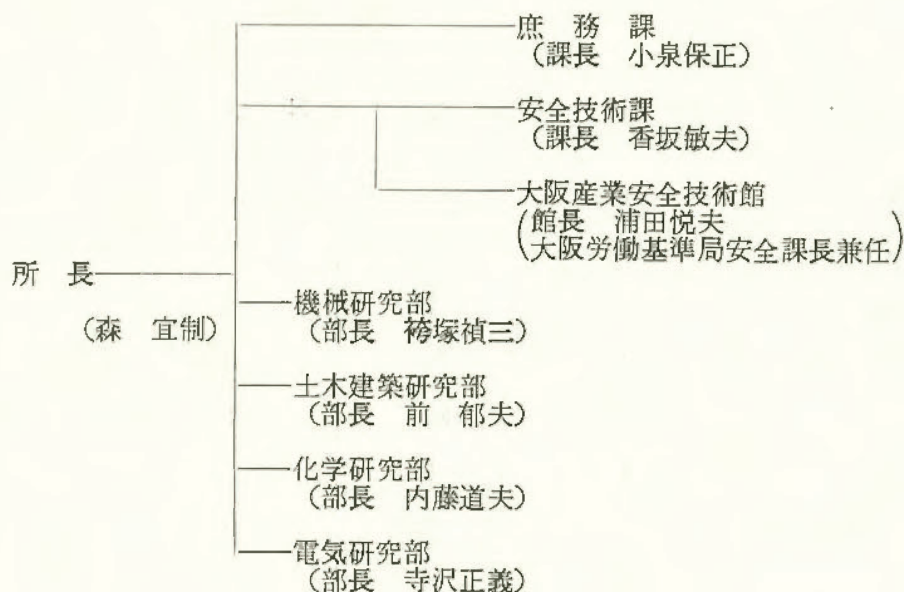 庶務課
(課長 小泉保正)
安全技術課
(課長 香坂敏夫)
大阪産業安全技術館
(館長 浦田悦夫
大阪労働基準局安全課長兼任)
所長
(森 宜制)
機械研究部
(部長 袴塚禎三)
土木建築研究部
(部長 前 郁夫)
化学研究部
(部長 内藤道夫)
電気研究部
(部長 寺沢正義)